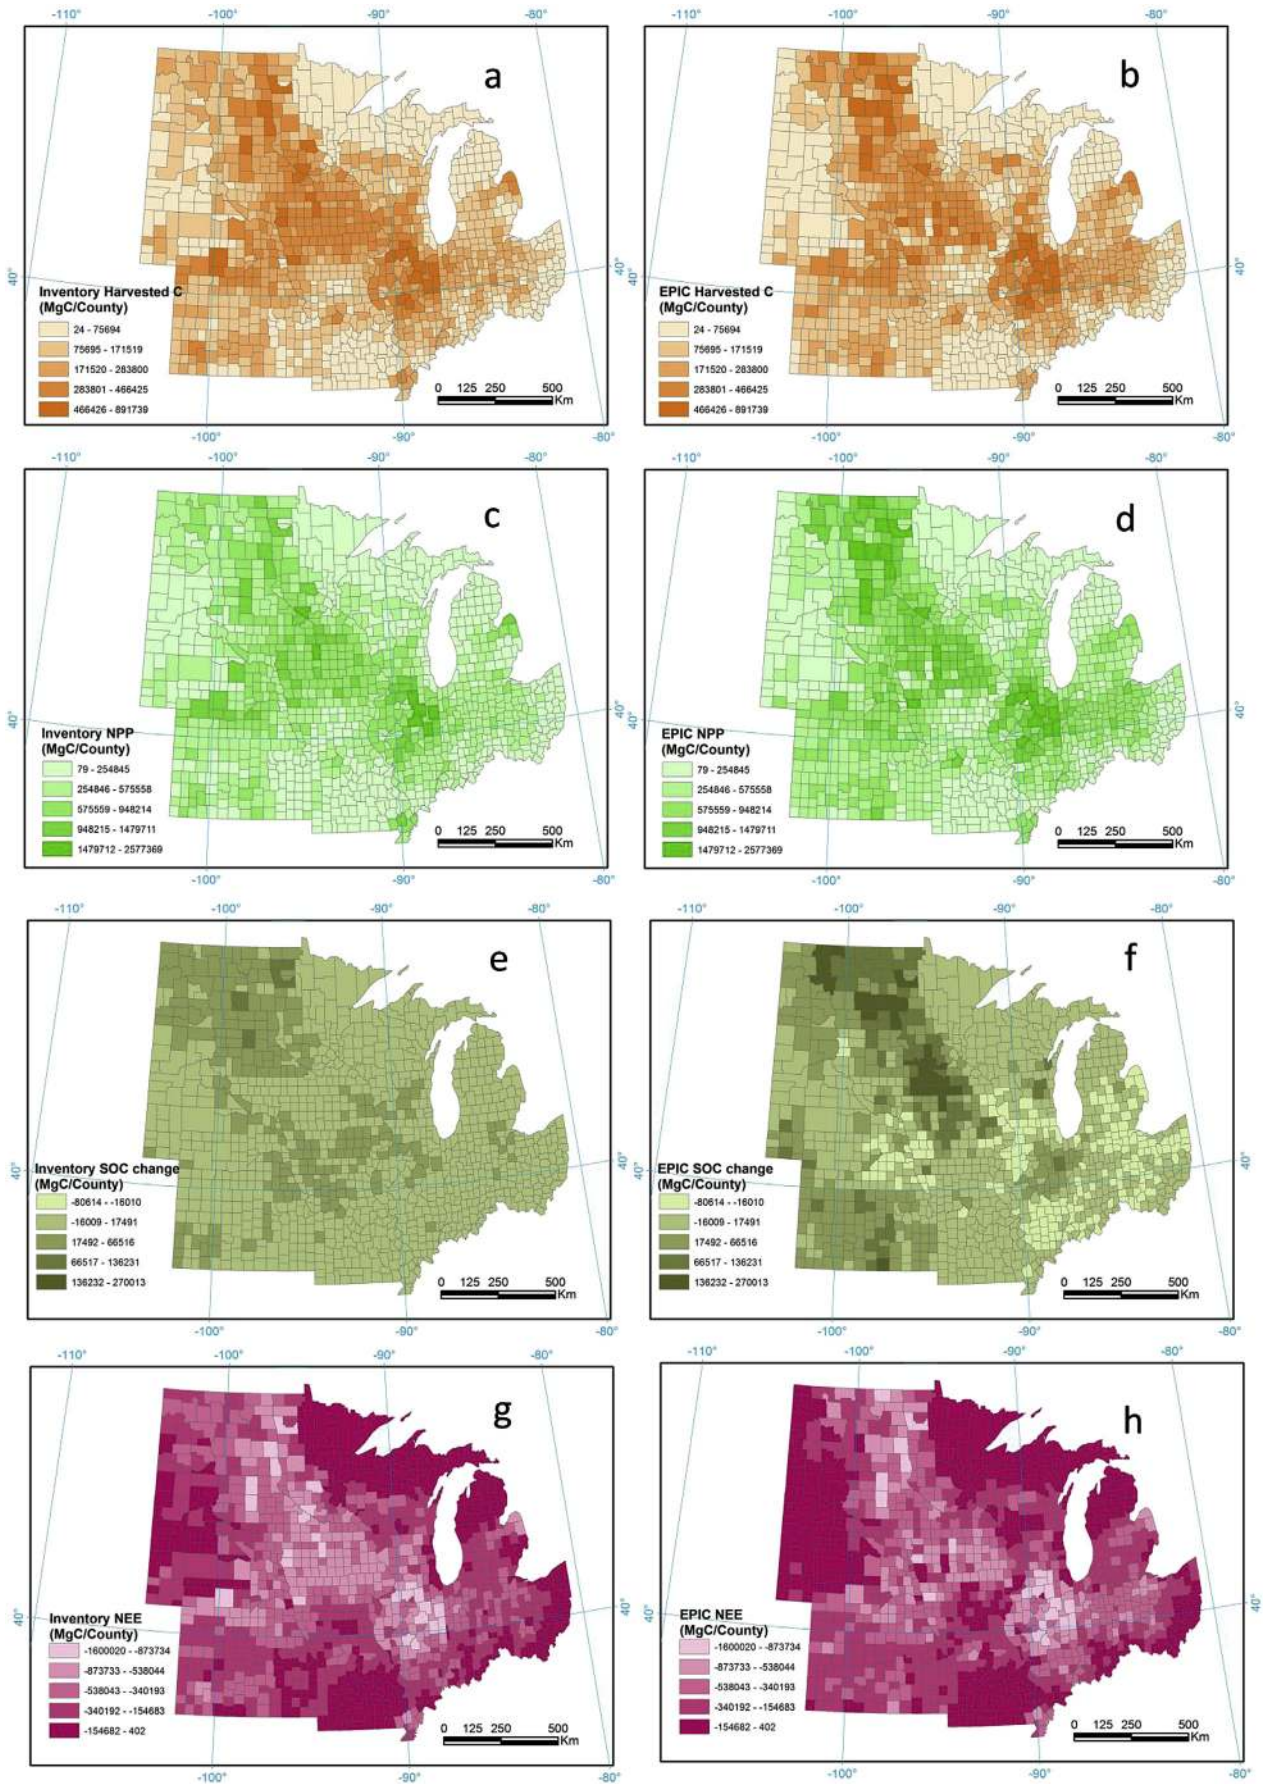 -110° -100° -90° -80° -110° -100° -90° -80°
a
b
40° 40° 40° 40°
Inventory Harvested C
(MgC/County)
24 - 75694
75695 - 171519
171520 - 283800
283801 - 466425
466426 - 891739
0 125 250 500
Km
EPIC Harvested C
(MgC/County)
24 - 75694
75695 - 171519
171520 - 283800
283801 - 466425
466426 - 891739
0 125 250 500
Km
-100° -90° -80° -100° -90° -80°
-110° -100° -90° -80° -110° -100° -90° -80°
c
d
40° 40° 40° 40°
Inventory NPP
(MgC/County)
79 - 254845
254846 - 575558
575559 - 948214
948215 - 1479711
1479712 - 2577369
0 125 250 500
Km
EPIC NPP
(MgC/County)
79 - 254845
254846 - 575558
575559 - 948214
948215 - 1479711
1479712 - 2577369
0 125 250 500
Km
-100° -90° -80° -100° -90° -80°
-110° -100° -90° -80° -110° -100° -90° -80°
e
f
40° 40° 40° 40°
Inventory SOC change
(MgC/County)
-80614 - -16010
-16009 - 17491
17492 - 66516
66517 - 136231
136232 - 270013
0 125 250 500
Km
EPIC SOC change
(MgC/County)
-80614 - -16010
-16009 - 17491
17492 - 66516
66517 - 136231
136232 - 270013
0 125 250 500
Km
-100° -90° -80° -100° -90° -80°
-110° -100° -90° -80° -110° -100° -90° -80°
g
h
40° 40° 40° 40°
Inventory NEE
(MgC/County)
-1600020 - -873734
-873733 - -538044
-538043 - -340193
-340192 - -154683
-154682 - 402
0 125 250 500
Km
EPIC NEE
(MgC/County)
-1600020 - -873734
-873733 - -538044
-538043 - -340193
-340192 - -154683
-154682 - 402
0 125 250 500
Km
-100° -90° -80° -100° -90° -80°